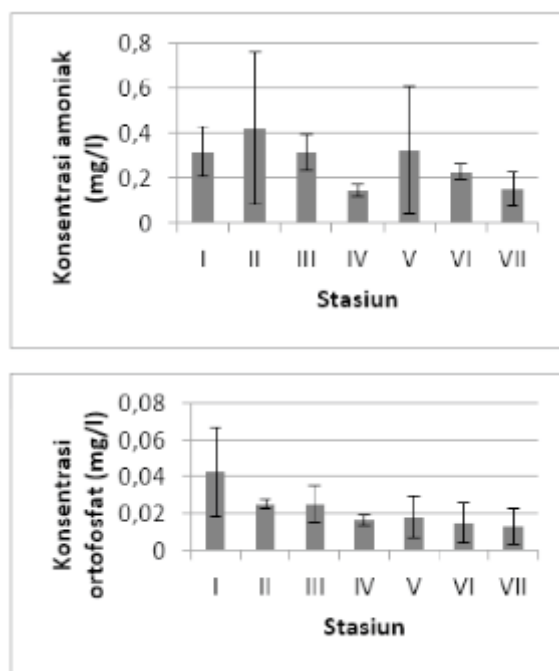 Konsentrasi amoniak
(mg/l)
0,8
0,6
0,4
0,2
0
I II III IV V VI VII
Stasiun
Konsentrasi
ortofosfat (mg/l)
0,08
0,06
0,04
0,02
0
I II III IV V VI VII
Stasiun